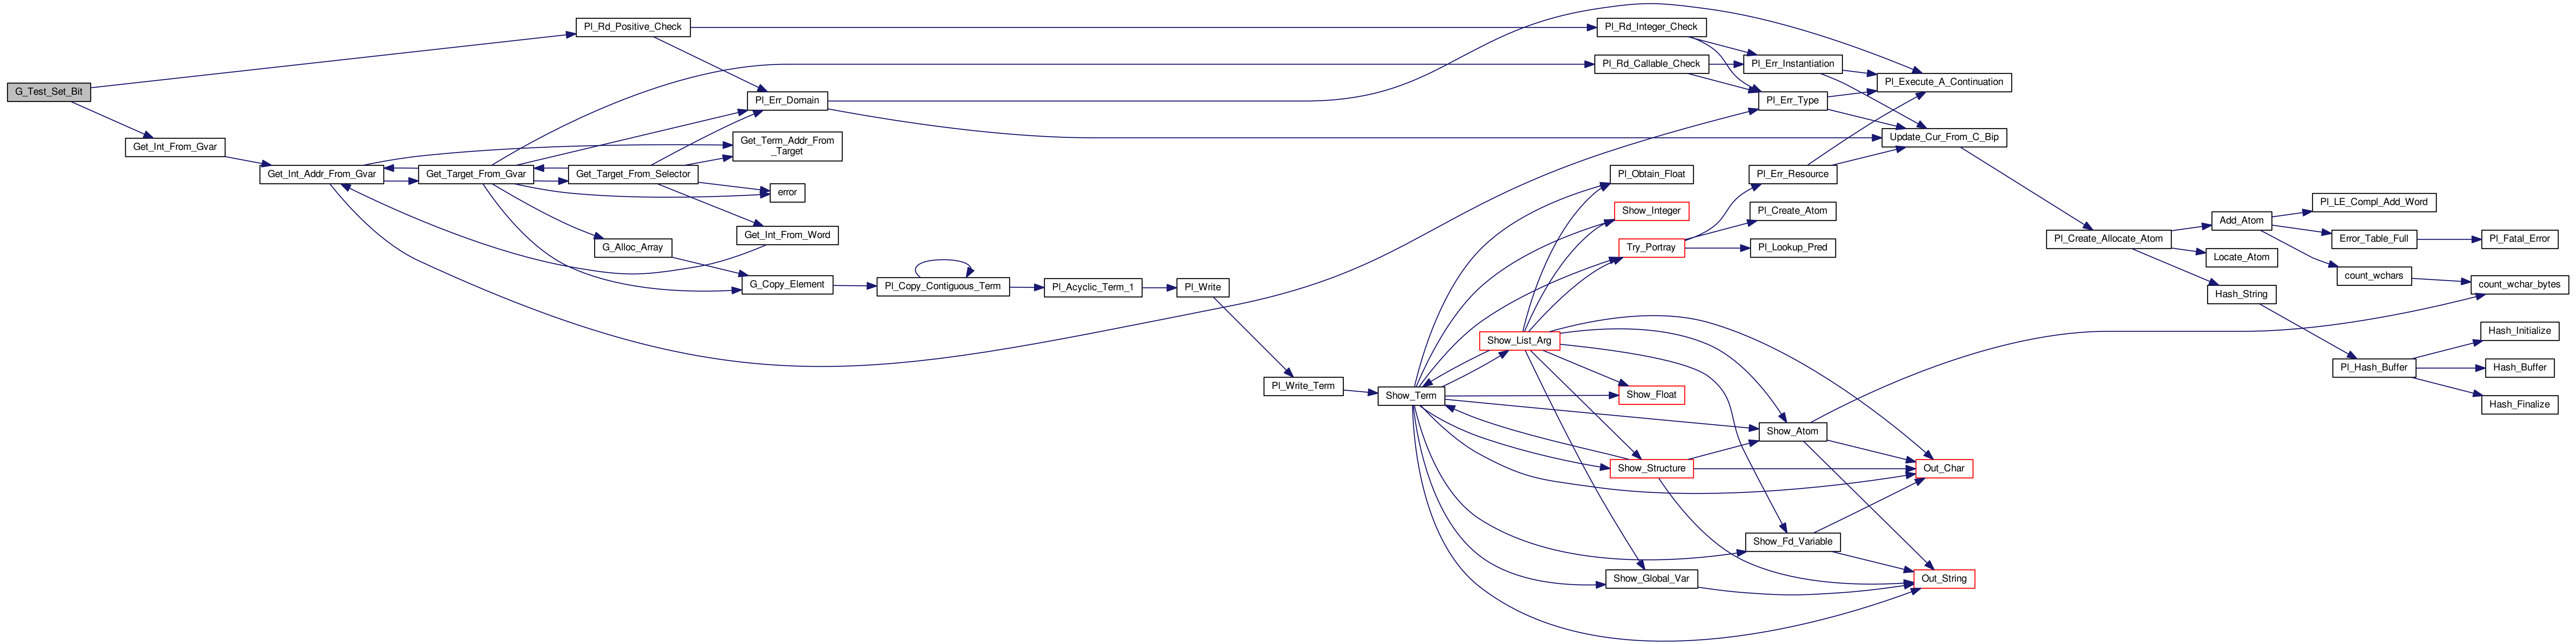 G_Test_Set_Bit
Get_Int_From_Gvar
Get_Int_Addr_From_Gvar
Get_Target_From_Gvar
Pl_Rd_Positive_Check
Get_Target_From_Selector
G_Alloc_Array
Pl_Err_Domain
Get_Term_Addr_From
_Target
error
Get_Int_From_Word
G_Copy_Element
Pl_Copy_Contiguous_Term
Pl_Acyclic_Term_1
Pl_Write
Pl_Write_Term
Show_Term
Show_List_Arg
Pl_Rd_Integer_Check
Pl_Rd_Callable_Check
Pl_Obtain_Float
Show_Integer
Try_Portray
Show_Float
Show_Structure
Show_Global_Var
Pl_Err_Instantiation
Pl_Err_Type
Pl_Err_Resource
Pl_Create_Atom
Pl_Lookup_Pred
Show_Atom
Show_Fd_Variable
Pl_Execute_A_Continuation
Update_Cur_From_C_Bip
Out_Char
Out_String
Pl_Create_Allocate_Atom
Add_Atom
Locate_Atom
Hash_String
Pl_LE_Compl_Add_Word
Error_Table_Full
count_wchars
Pl_Hash_Buffer
Pl_Fatal_Error
count_wchar_bytes
Hash_Initialize
Hash_Buffer
Hash_Finalize